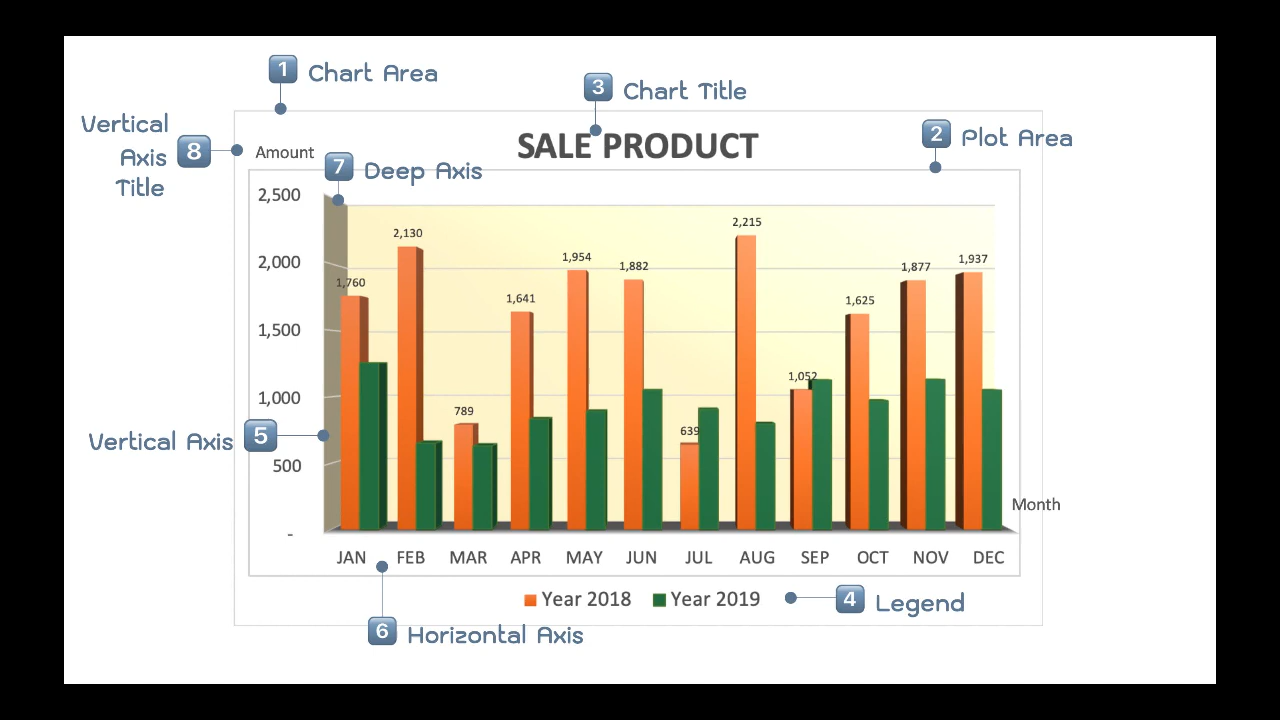 1 Chart Area
3 Chart Title
Vertical
Axis
Title
8
Amount
SALE PRODUCT
2 Plot Area
7 Deep Axis
2,500
2,000
1,500
1,000
500
-
1,760
2,130
789
1,641
1,954
1,882
639
2,215
1,052
1,625
1,877
1,937
Vertical Axis 5
Month
JAN FEB MAR APR MAY JUN JUL AUG SEP OCT NOV DEC
Year 2018 Year 2019
4 Legend
6 Horizontal Axis